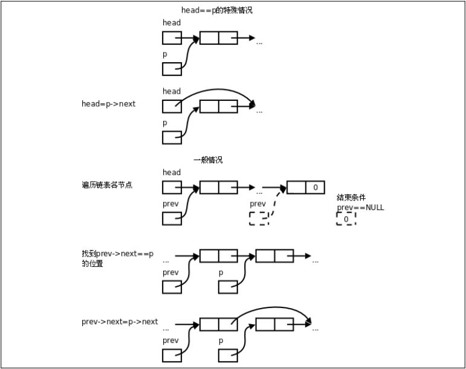 head==p的特殊情况
head
...
p
head
head=p->next
...
p
一般情况
head
遍历链表各节点
...
0
prev
prev
结束条件
prev==NULL
0
找到prev->next==p
的位置
...
...
prev
p
prev->next=p->next
...
...
prev
p